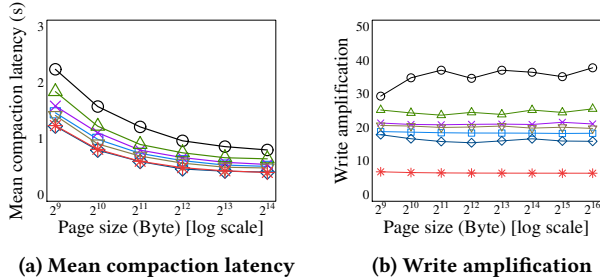 Mean compaction latency (s)
3
2
1
0
2^9 2^10 2^11 2^12 2^13 2^14
Page size (Byte) [log scale]
(a) Mean compaction latency
Write amplification
50
40
30
20
10
0
2^9 2^10 2^11 2^12 2^13 2^14 2^15 2^16
Page size (Byte) [log scale]
(b) Write amplification